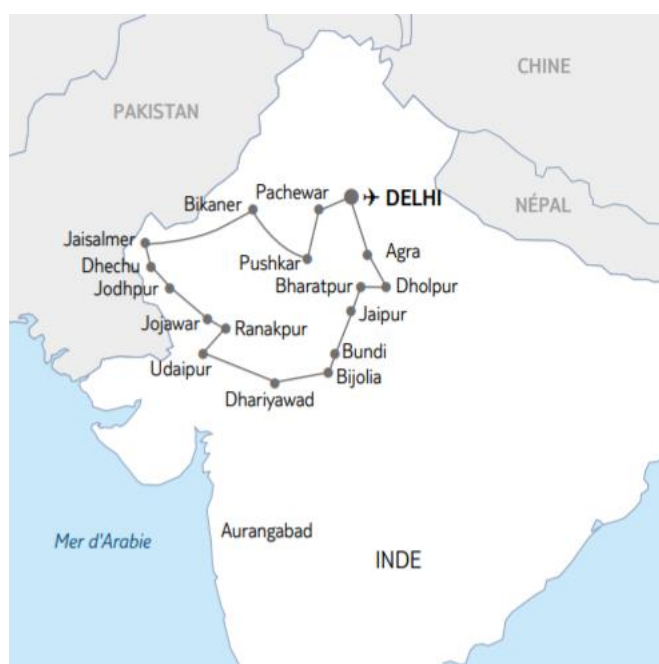 CHINE
PAKISTAN
Pachewar
DELHI
Bikaner
NÉPAL
Jaisalmer
Agra
Pushkar
Dhechu
Bharatpur
Dholpur
Jodhpur
Jaipur
Jojawar
Ranakpur
Bundi
Udaipur
Bijolia
Dhariyawad
Aurangabad
Mer d'Arabie
INDE